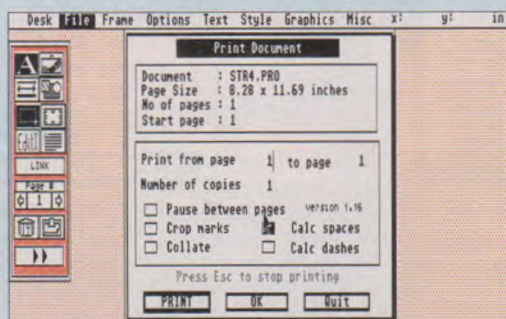 Desk File Frame Options Text Style Graphics Misc x: y: in
Print Document
Document : STR4.PRO
Page Size : 8.28 x 11.69 inches
No of pages : 1
Start page : 1
Print from page 1 to page 1
Number of copies 1
Pause between pages version 1.16
Crop marks Calc spaces
Collate Calc dashes
Press Esc to stop printing
PRINT OK Quit
A
Edit
LINK
Page #
1